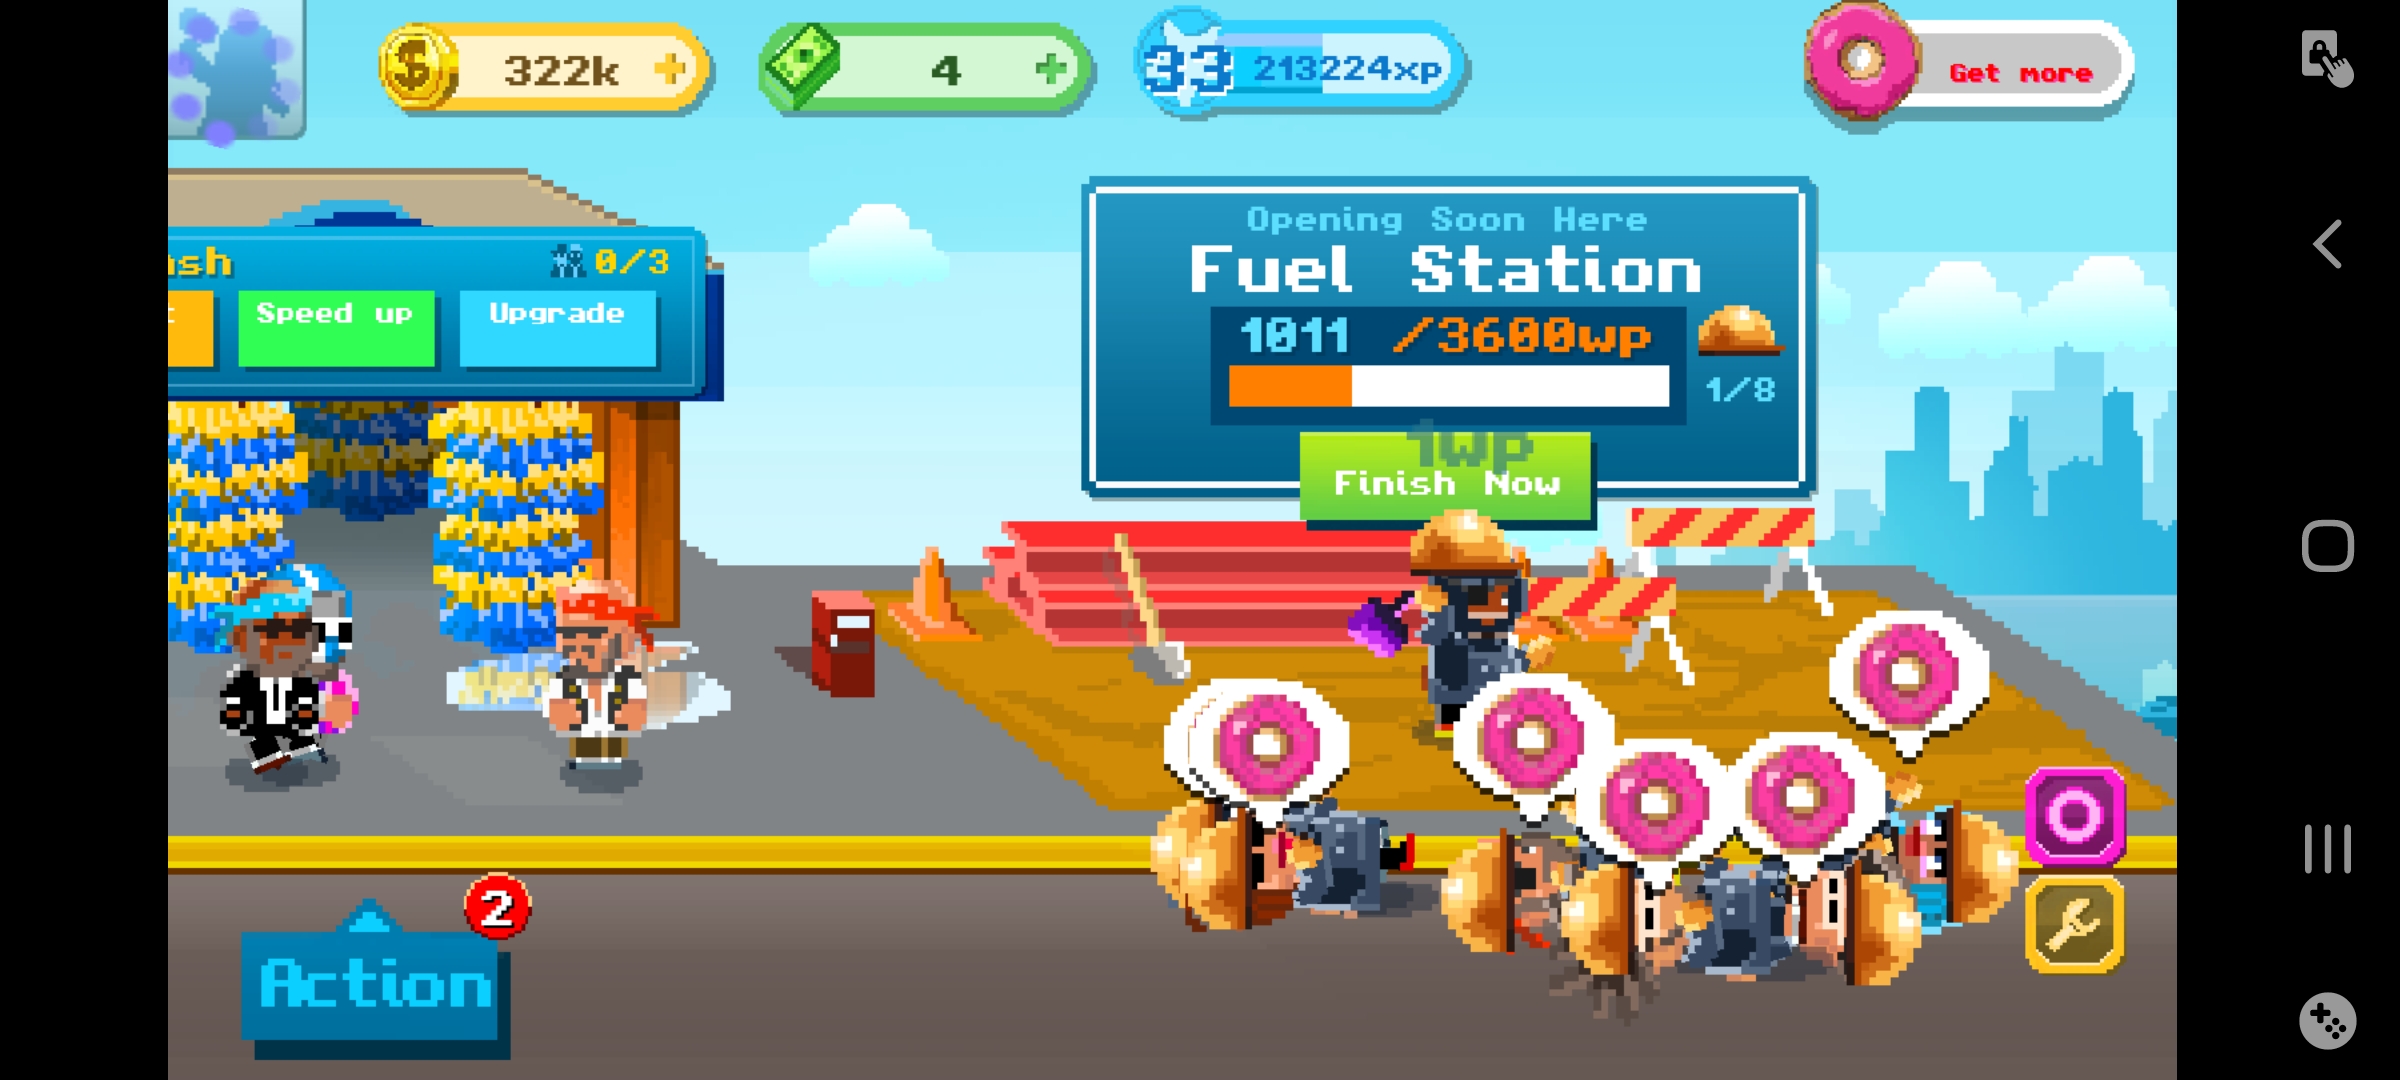 322k
4
33 213224xp
Get more
Opening Soon Here
Fuel Station
1011 /3600wp
1/8
1wp
Finish Now
ash 0/3
t Speed up Upgrade
2
Action